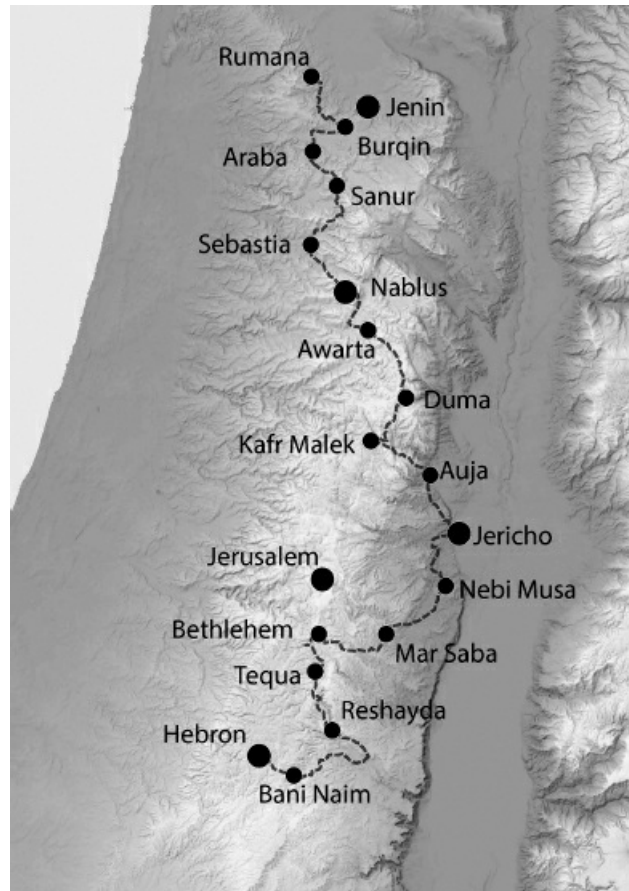 Rumana
Jenin
Burqin
Araba
Sanur
Sebastia
Nablus
Awarta
Duma
Kafr Malek
Auja
Jericho
Jerusalem
Nebi Musa
Bethlehem
Mar Saba
Tequa
Reshayda
Hebron
Bani Naim